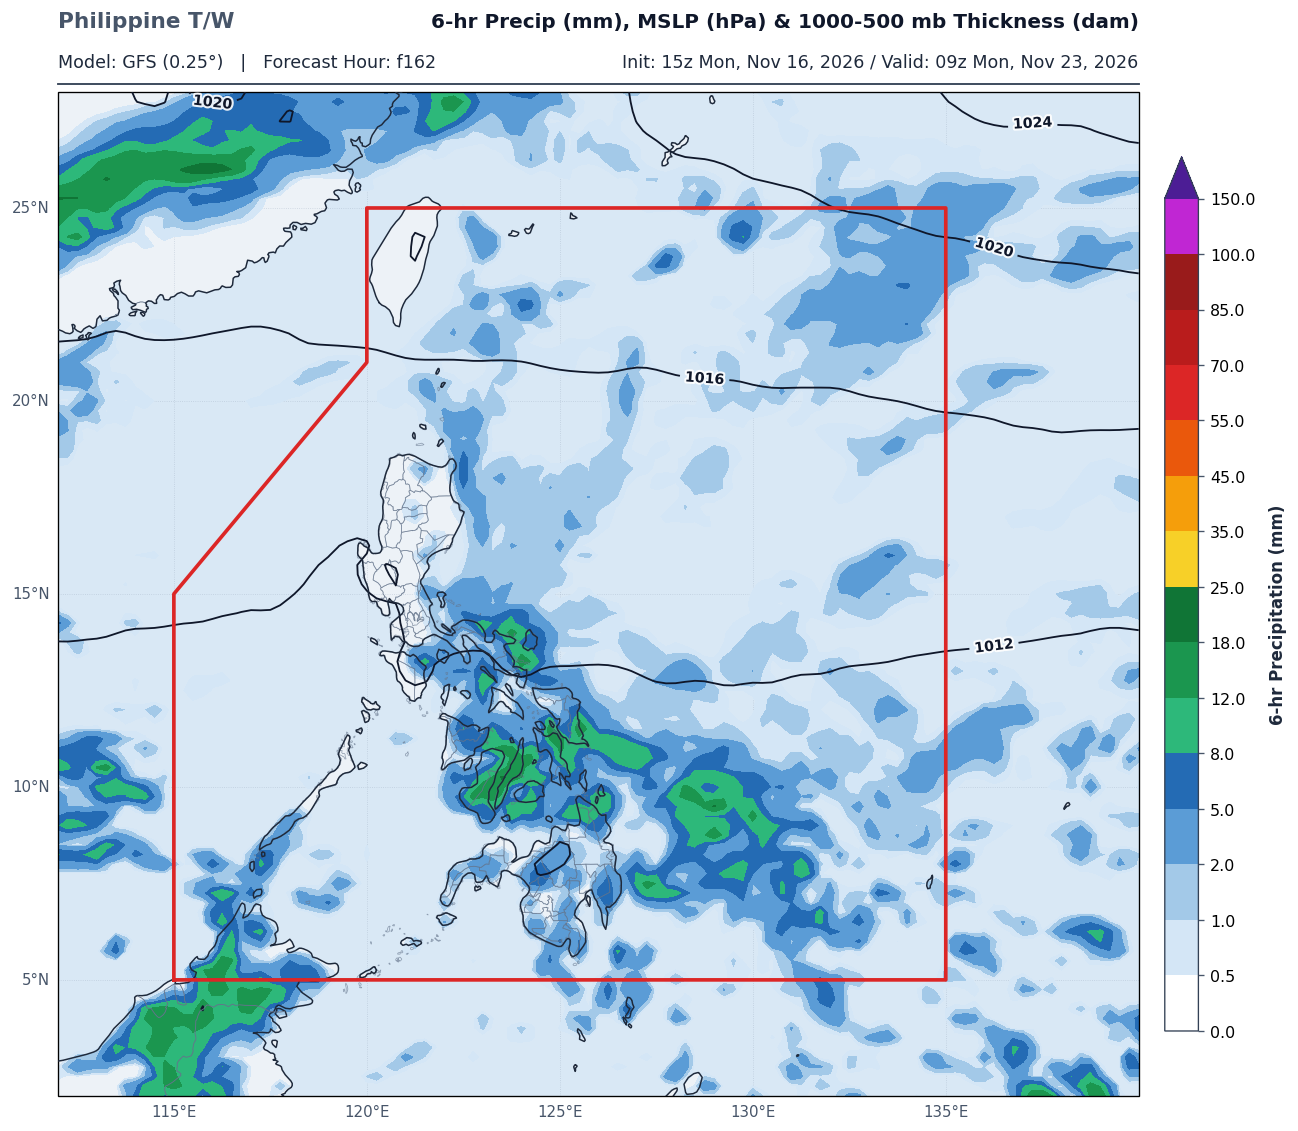 Philippine T/W
6-hr Precip (mm), MSLP (hPa) & 1000-500 mb Thickness (dam)
Model: GFS (0.25°) | Forecast Hour: f162
Init: 15z Mon, Nov 16, 2026 / Valid: 09z Mon, Nov 23, 2026
1020
1024
1020
1016
1012
25°N
20°N
15°N
10°N
5°N
115°E
120°E
125°E
130°E
135°E
150.0
100.0
85.0
70.0
55.0
45.0
35.0
25.0
18.0
12.0
8.0
5.0
2.0
1.0
0.5
0.0
6-hr Precipitation (mm)